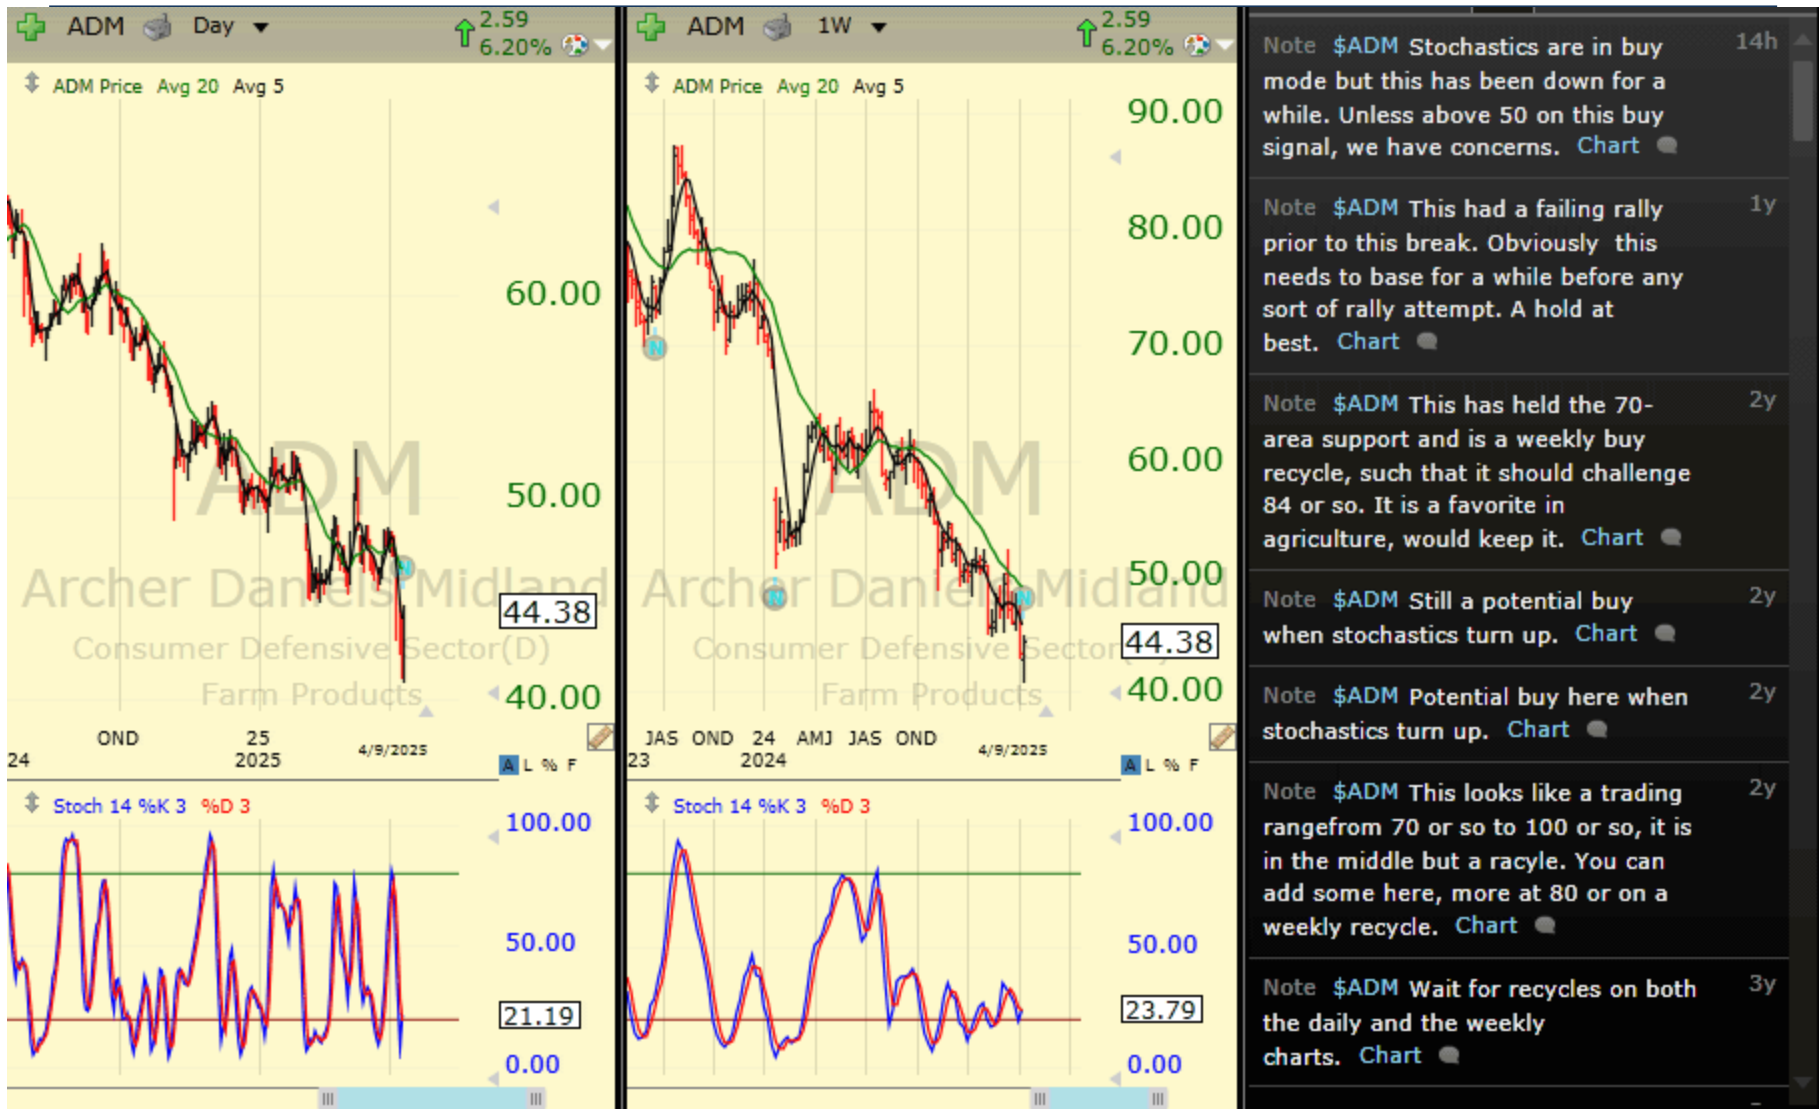 ADM Day
2.59
6.20%
ADM Price Avg 20 Avg 5
60.00
50.00
44.38
40.00
ADM
Archer Daniels Midland
Consumer Defensive Sector(D)
Farm Products
OND 25
24 2025 4/9/2025
A L % F
Stoch 14 %K 3 %D 3
100.00
50.00
21.19
0.00
ADM 1W
2.59
6.20%
ADM Price Avg 20 Avg 5
90.00
80.00
70.00
60.00
50.00
44.38
40.00
ADM
Archer Daniels Midland
Consumer Defensive Sector
Farm Products
N
N
N
N
JAS OND 24 AMJ JAS OND
23 2024 4/9/2025
A L % F
Stoch 14 %K 3 %D 3
100.00
50.00
23.79
0.00
Note $ADM Stochastics are in buy 14h
mode but this has been down for a
while. Unless above 50 on this buy
signal, we have concerns. Chart
Note $ADM This had a failing rally 1y
prior to this break. Obviously this
needs to base for a while before any
sort of rally attempt. A hold at
best. Chart
Note $ADM This has held the 70- 2y
area support and is a weekly buy
recycle, such that it should challenge
84 or so. It is a favorite in
agriculture, would keep it. Chart
Note $ADM Still a potential buy 2y
when stochastics turn up. Chart
Note $ADM Potential buy here when 2y
stochastics turn up. Chart
Note $ADM This looks like a trading 2y
rangefrom 70 or so to 100 or so, it is
in the middle but a racyle. You can
add some here, more at 80 or on a
weekly recycle. Chart
Note $ADM Wait for recycles on both 3y
the daily and the weekly
charts. Chart